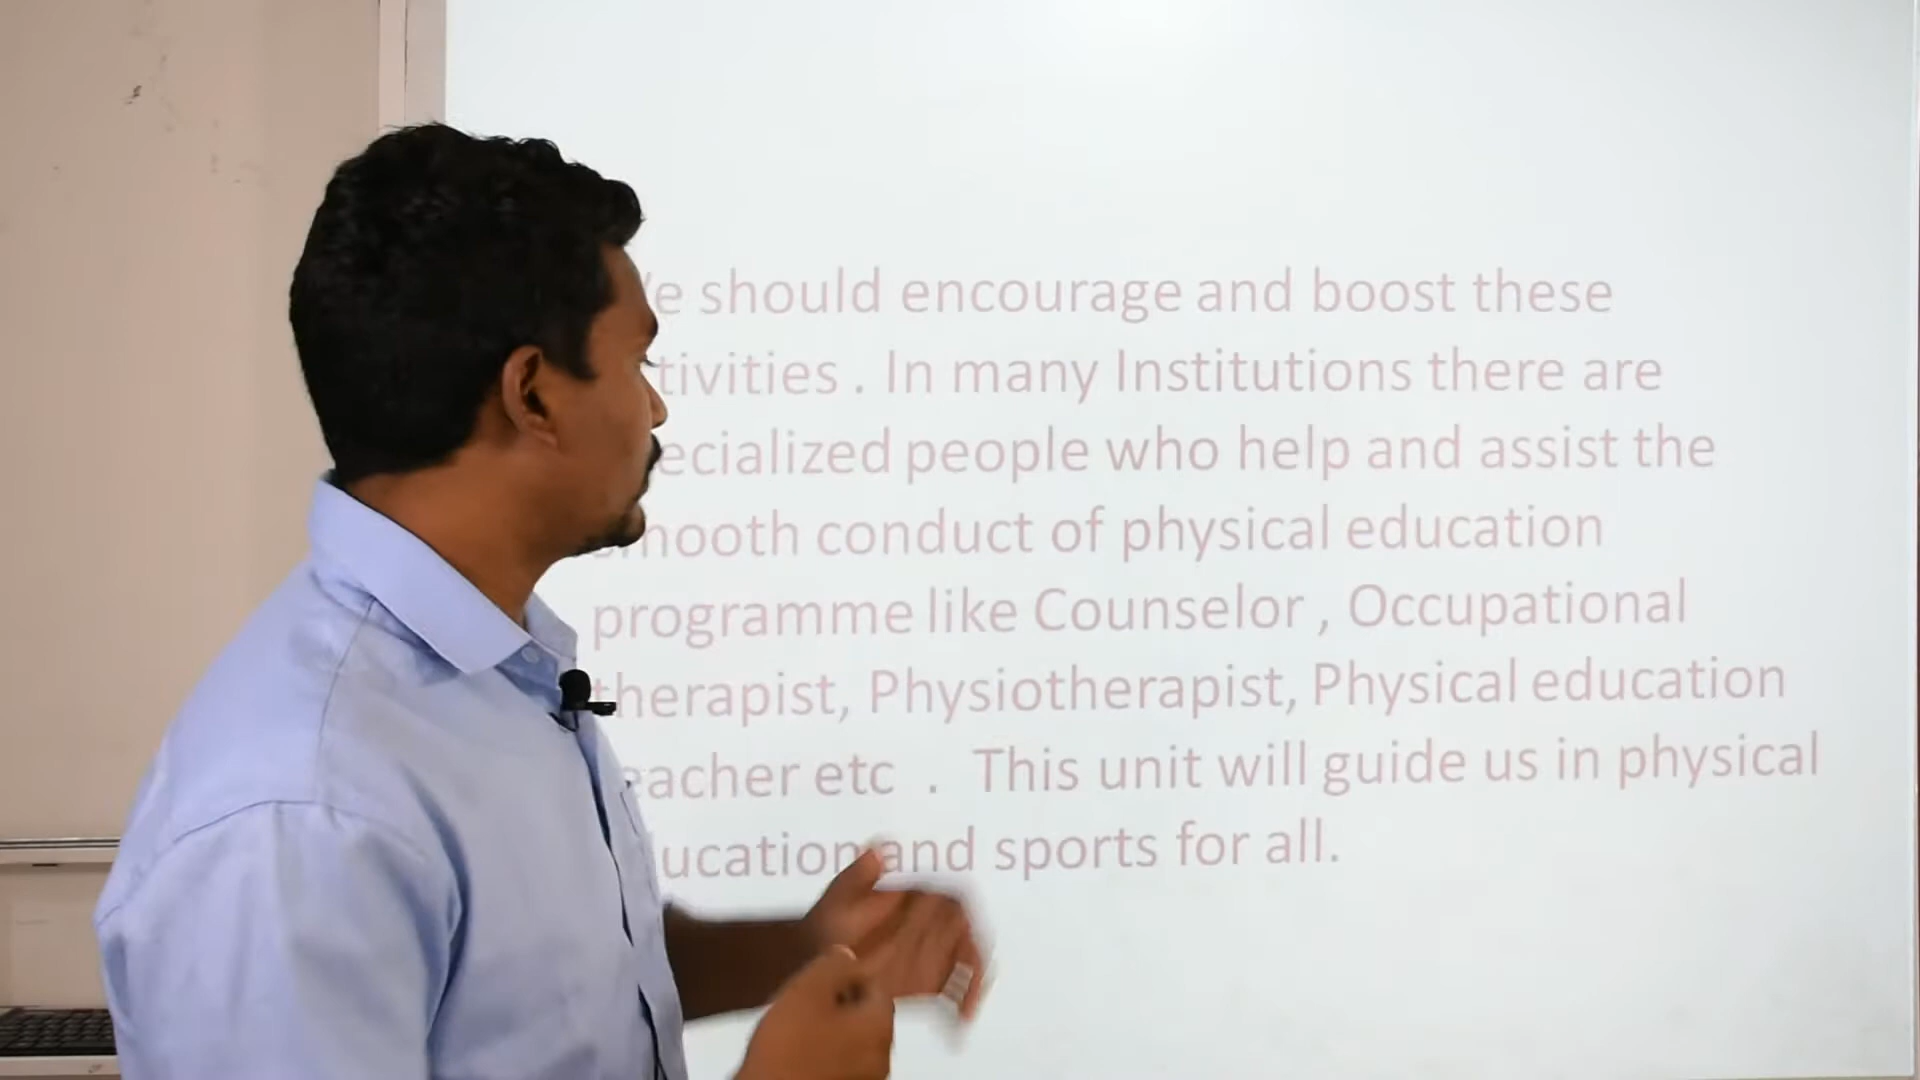 should encourage and boost these
. In many Institutions there are
people who help and assist the
conduct of physical education
programme like Counselor , Occupational
therapist, Physiotherapist, Physical education
etc . This unit will guide us in physical
and sports for all.